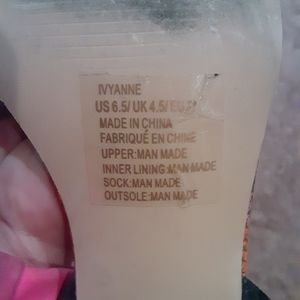 IVYANNE
US 6.5/ UK 4.5/ EU
MADE IN CHINA
FABRIQUÉ EN CHINE
UPPER:MAN MADE
INNER LINING:MAN MADE
SOCK:MAN MADE
OUTSOLE:MAN MADE